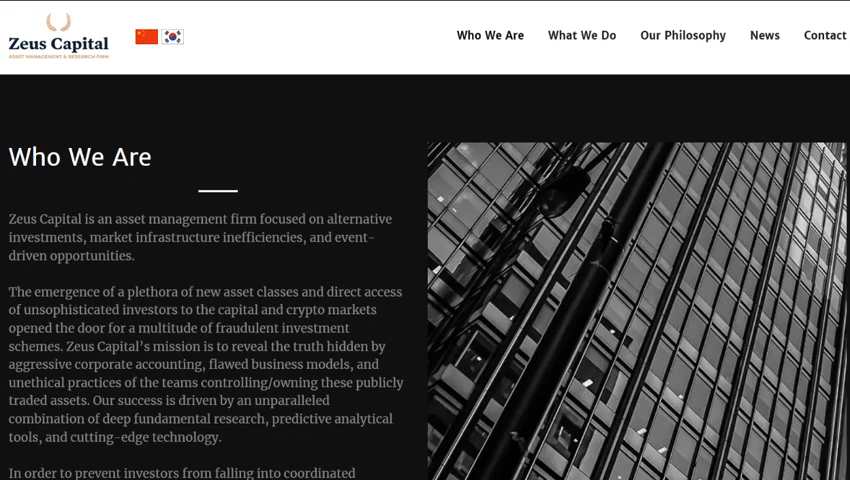 Zeus Capital
ASSET MANAGEMENT & RESEARCH FIRM
Who We Are
What We Do
Our Philosophy
News
Contact
Who We Are
Zeus Capital is an asset management firm focused on alternative
investments, market infrastructure inefficiencies, and event-
driven opportunities.
The emergence of a plethora of new asset classes and direct access
of unsophisticated investors to the capital and crypto markets
opened the door for a multitude of fraudulent investment
schemes. Zeus Capital’s mission is to reveal the truth hidden by
aggressive corporate accounting, flawed business models, and
unethical practices of the teams controlling/owning these publicly
traded assets. Our success is driven by an unparalleled
combination of deep fundamental research, predictive analytical
tools, and cutting-edge technology.
In order to prevent investors from falling into coordinated